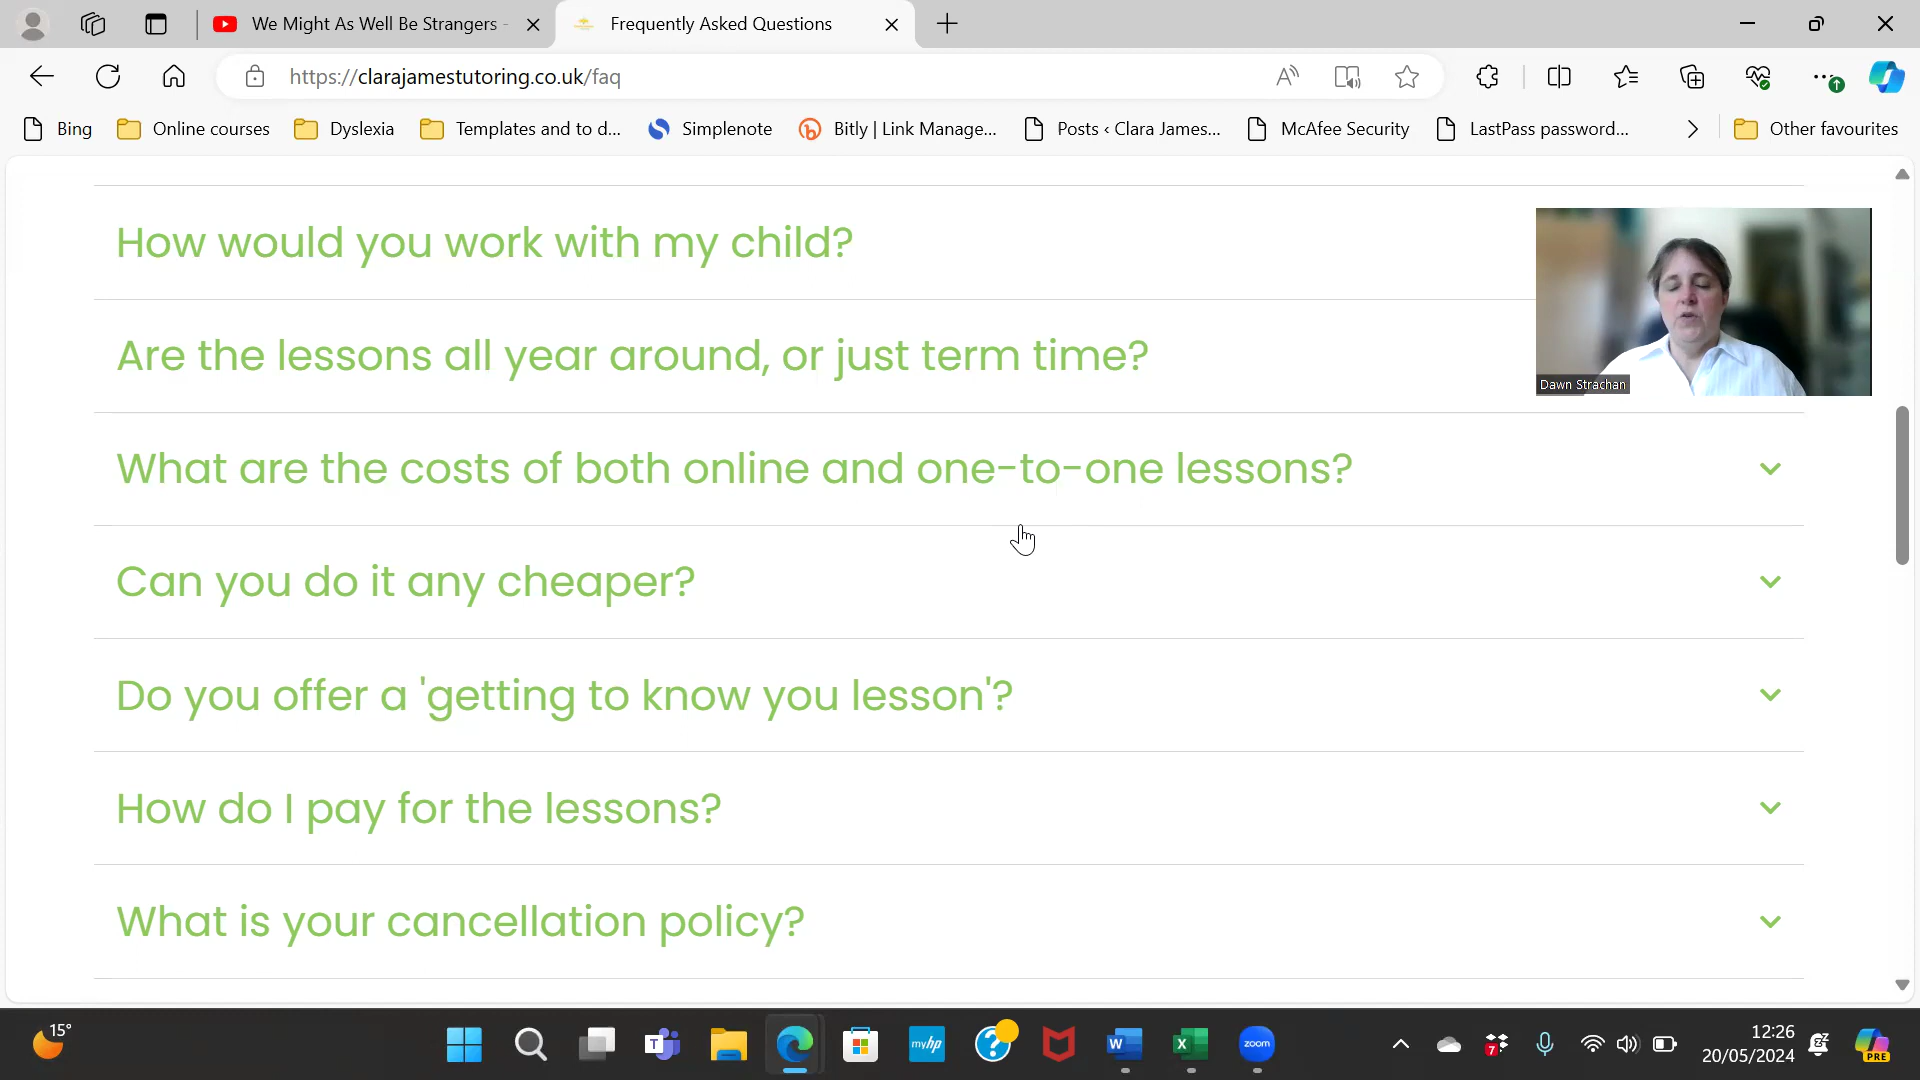 We Might As Well Be Strangers -
Frequently Asked Questions
https://clarajamestutoring.co.uk/faq
Bing
Online courses
Dyslexia
Templates and to d...
Simplenote
Bitly | Link Manage...
Posts ‹ Clara James...
McAfee Security
LastPass password...
Other favourites
How would you work with my child?
Are the lessons all year around, or just term time?
Dawn Strachan
What are the costs of both online and one-to-one lessons?
Can you do it any cheaper?
Do you offer a 'getting to know you lesson'?
How do I pay for the lessons?
What is your cancellation policy?
15°
myhp
zoom
7
12:26
20/05/2024
PRE